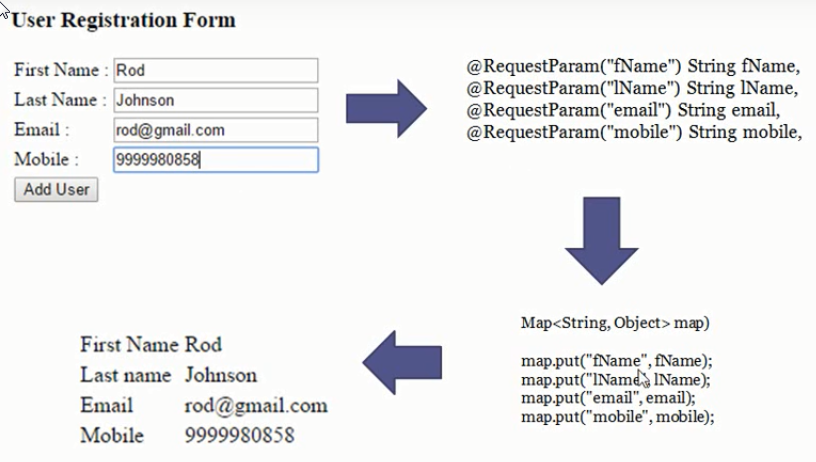 User Registration Form
First Name : Rod
Last Name : Johnson
Email : rod@gmail.com
Mobile : 9999980858
Add User
@RequestParam("fName") String fName,
@RequestParam("lName") String lName,
@RequestParam("email") String email,
@RequestParam("mobile") String mobile,
Map<String, Object> map)
map.put("fName", fName);
map.put("lName", lName);
map.put("email", email);
map.put("mobile", mobile);
First Name Rod
Last name Johnson
Email rod@gmail.com
Mobile 9999980858